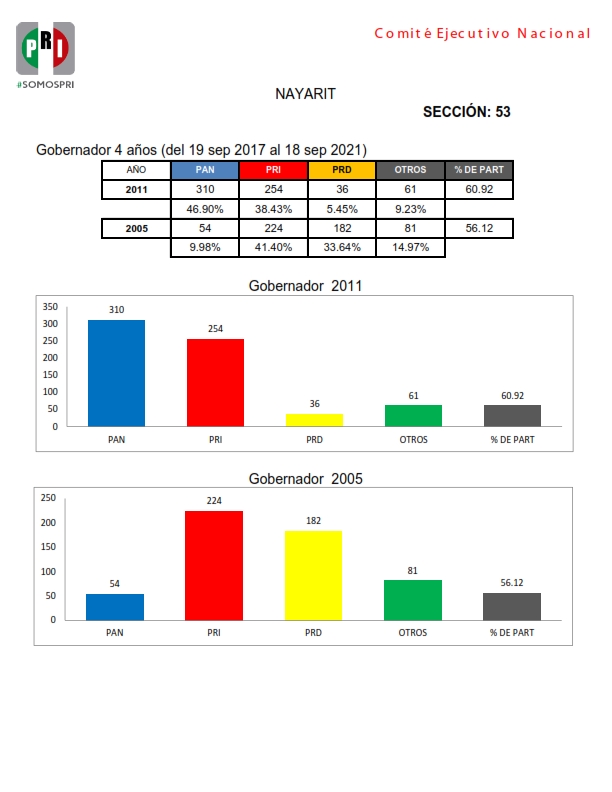 PRI
#SOMOSPRI
Comité Ejecutivo Nacional
NAYARIT
SECCIÓN: 53
Gobernador 4 años (del 19 sep 2017 al 18 sep 2021)
AÑO PAN PRI PRD OTROS % DE PART
2011 310 254 36 61 60.92
46.90% 38.43% 5.45% 9.23%
2005 54 224 182 81 56.12
9.98% 41.40% 33.64% 14.97%
Gobernador 2011
350
300
250
200
150
100
50
0
310
254
36
61
60.92
PAN PRI PRD OTROS % DE PART
Gobernador 2005
250
200
150
100
50
0
54
224
182
81
56.12
PAN PRI PRD OTROS % DE PART